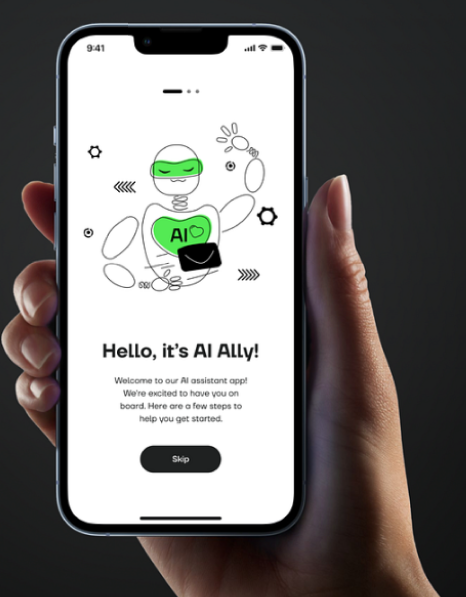 9:41
AI
Hello, it's AI Ally!
Welcome to our AI assistant app!
We're excited to have you on
board. Here are a few steps to
help you get started.
Skip